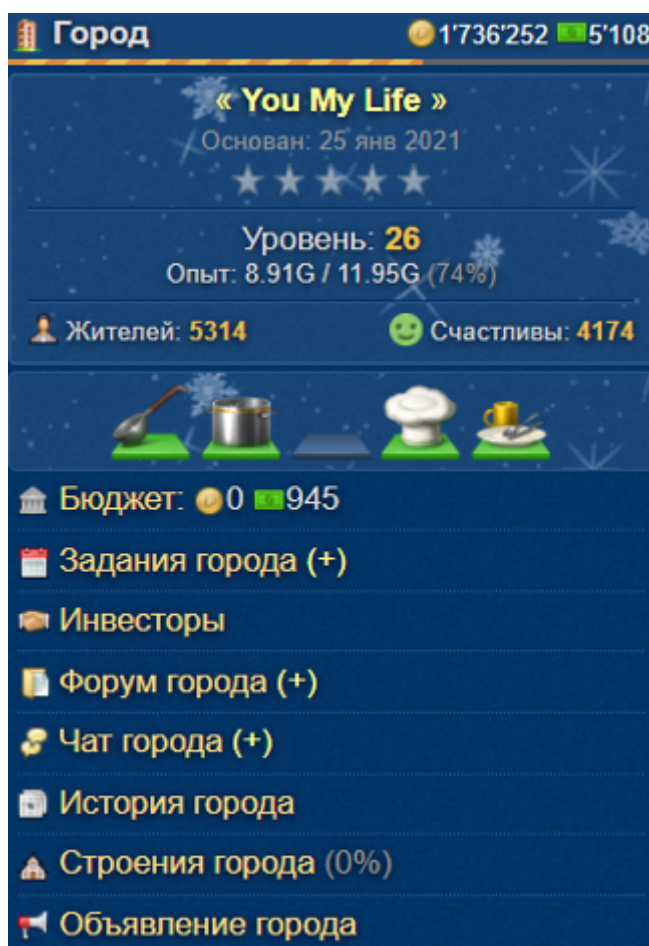 Город 1'736'252 5'108
« You My Life »
Основан: 25 янв 2021
Уровень: 26
Опыт: 8.91G / 11.95G (74%)
Жителей: 5314 Счастливы: 4174
Бюджет: 0 945
Задания города (+)
Инвесторы
Форум города (+)
Чат города (+)
История города
Строения города (0%)
Объявление города